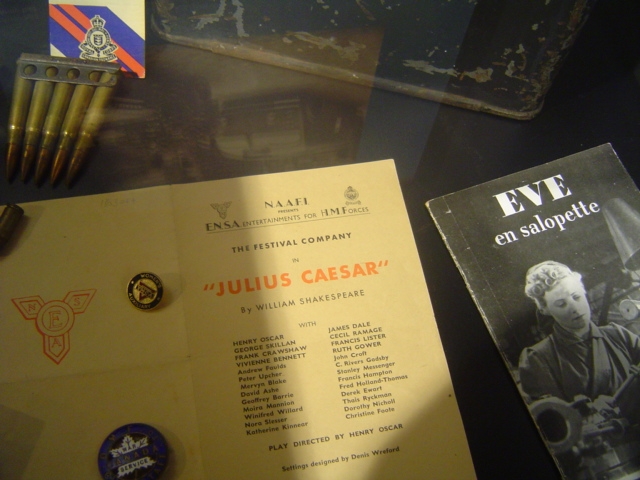 NAAFI
PRESENTS
ENSA ENTERTAINMENTS FOR H.M. FORCES
THE FESTIVAL COMPANY
IN
"JULIUS CAESAR"
By WILLIAM SHAKESPEARE
WITH
HENRY OSCAR
GEORGE SKILLAN
FRANK CRAWSHAW
VIVIENNE BENNETT
Andrew Faulds
Peter Upcher
Mervyn Blake
David Ashe
Geoffrey Barrie
Moira Mannion
Winifred Willard
Nora Slesser
Katherine Kinnear
JAMES DALE
CECIL RAMAGE
FRANCIS LISTER
RUTH GOWER
John Croft
C. Rivers Gadsby
Stanley Messenger
Francis Hampton
Fred Holland-Thomas
Derek Ewart
Thais Ryckman
Dorothy Nicholl
Christine Foole
PLAY DIRECTED BY HENRY OSCAR
Settings designed by Denis Wreford
N S
E
A
SERVICE
EVE
en salopette